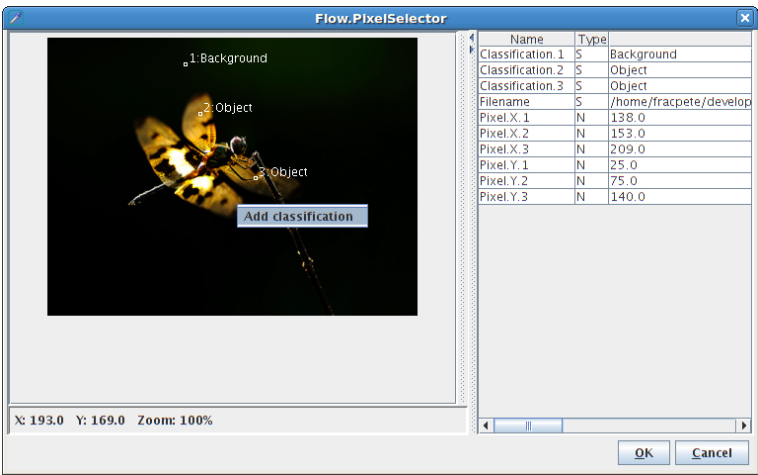 Flow.PixelSelector
1:Background
2:Object
3:Object
Add classification
X: 193.0 Y: 169.0 Zoom: 100%
Name Type
Classification.1 S Background
Classification.2 S Object
Classification.3 S Object
Filename S /home/fracpete/develop
Pixel.X.1 N 138.0
Pixel.X.2 N 153.0
Pixel.X.3 N 209.0
Pixel.Y.1 N 25.0
Pixel.Y.2 N 75.0
Pixel.Y.3 N 140.0
OK Cancel